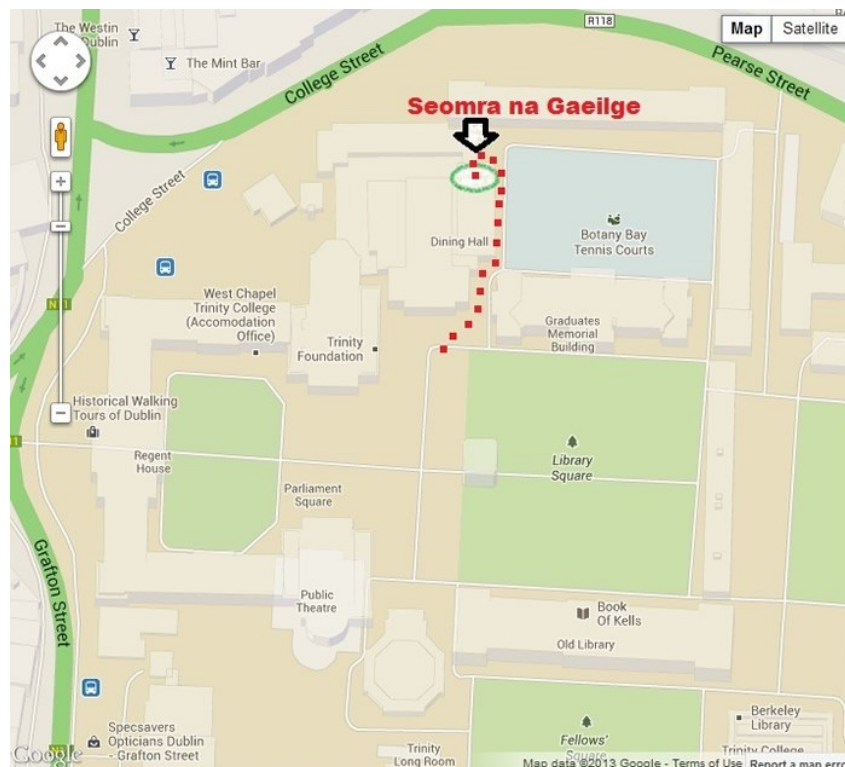 The Westin
Dublin
The Mint Bar
R118
Map
Satellite
College Street
Pearse Street
Seomra na Gaeilge
College Street
Dining Hall
Botany Bay
Tennis Courts
West Chapel
Trinity College
(Accomodation
Office)
Trinity
Foundation
Graduates
Memorial
Building
Historical Walking
Tours of Dublin
Regent
House
Library
Square
Parliament
Square
Grafton Street
Public
Theatre
Book
Of Kells
Old Library
Specsavers
Opticians Dublin
- Grafton Street
Berkeley
Library
Fellows'
Square
Trinity
Long Room
Trinity College
Google
Map data ©2013 Google - Terms of Use
Report a map erro